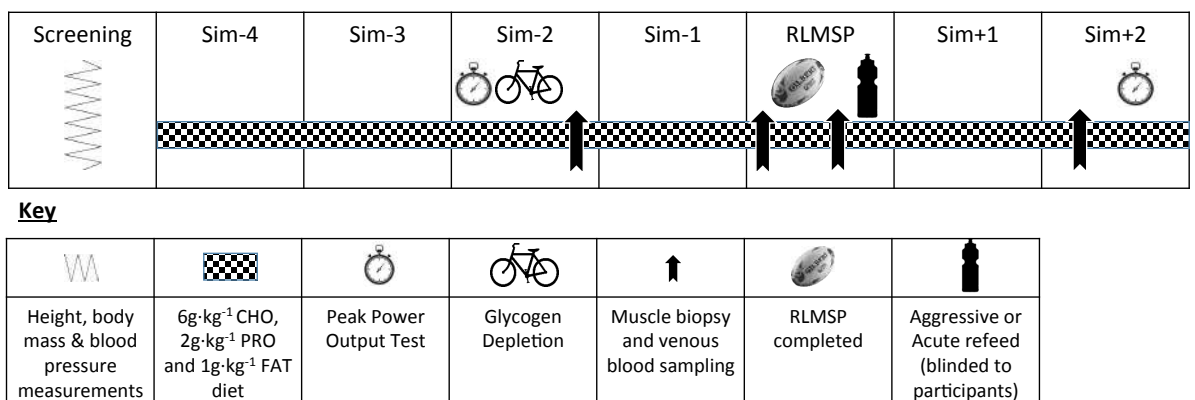 Screening Sim-4 Sim-3 Sim-2 Sim-1 RLMSP Sim+1 Sim+2
Key
Height, body
mass & blood
pressure
measurements
6g·kg⁻¹ CHO,
2g·kg⁻¹ PRO
and 1g·kg⁻¹ FAT
diet
Peak Power
Output Test
Glycogen
Depletion
Muscle biopsy
and venous
blood sampling
RLMSP
completed
Aggressive or
Acute refeed
(blinded to
participants)